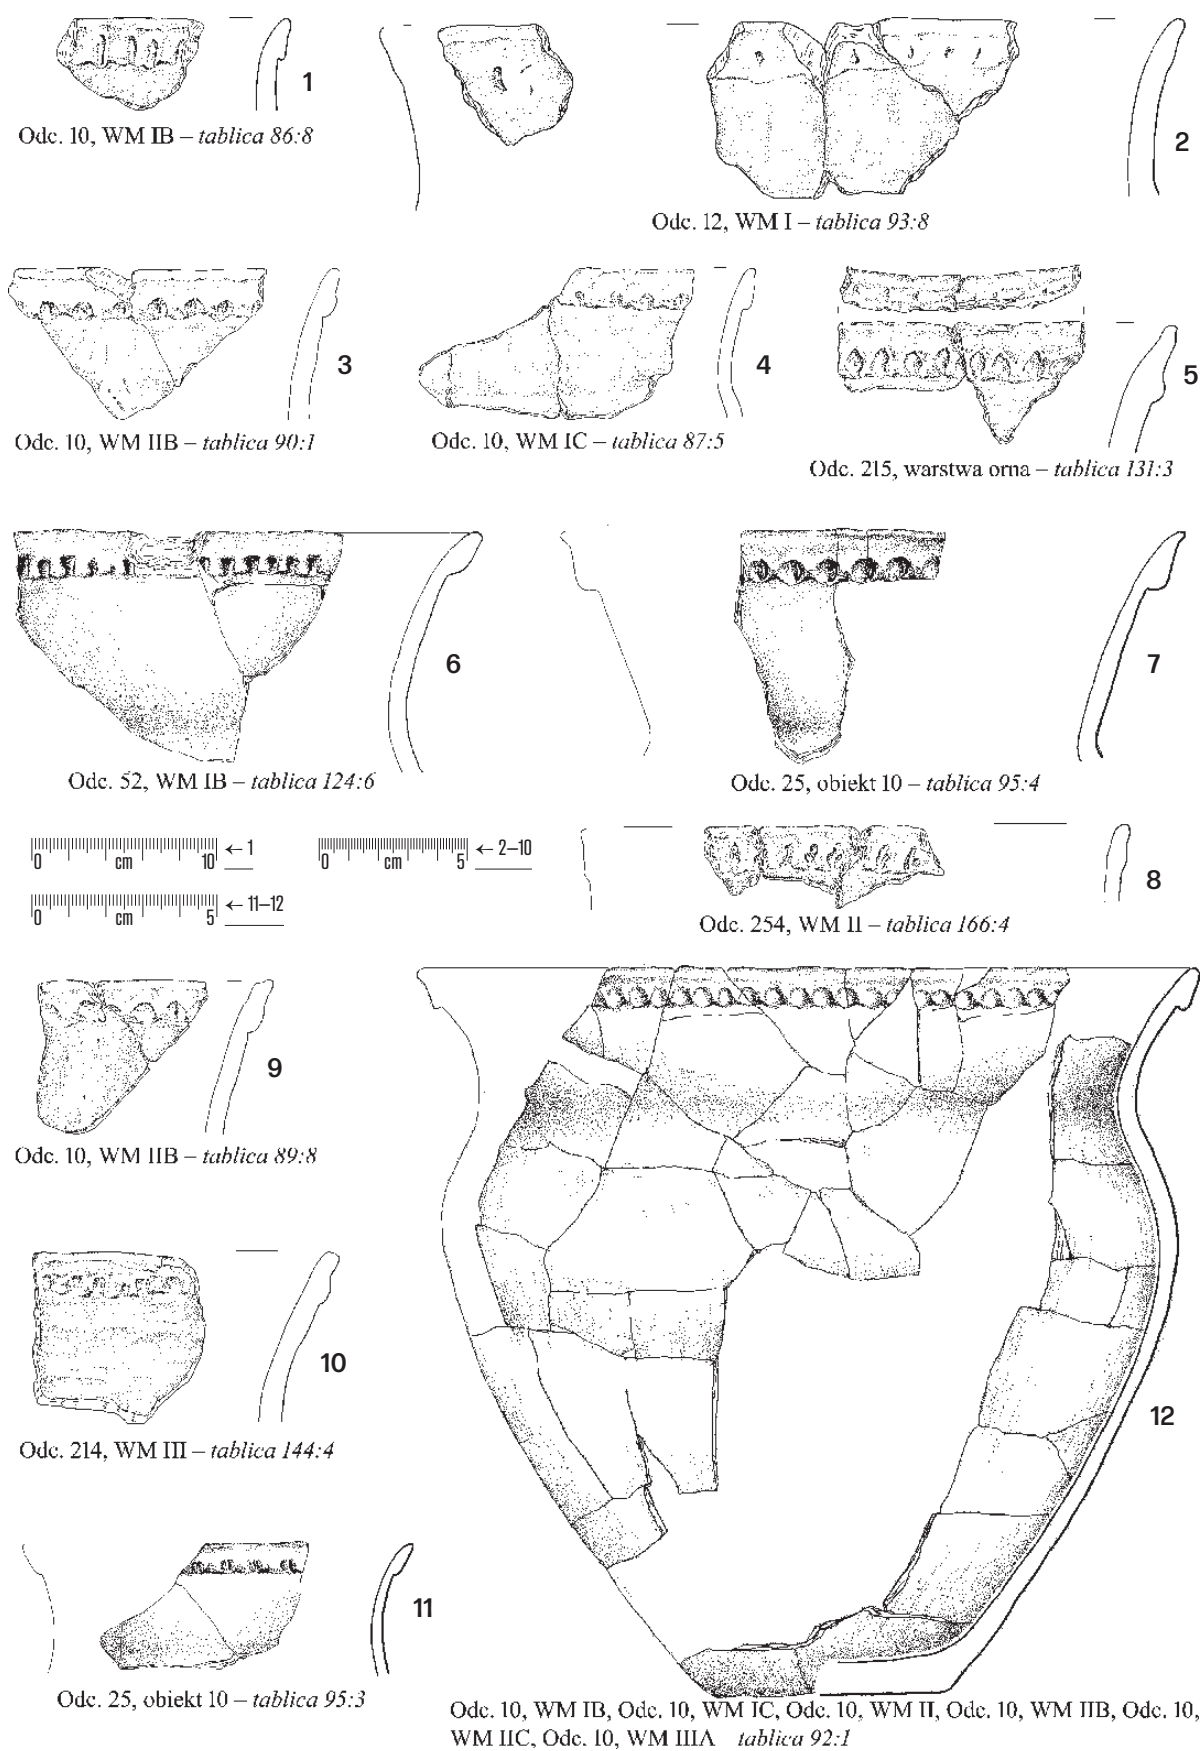 1
Odc. 10, WM IB – tablica 86:8
2
Odc. 12, WM I – tablica 93:8
3
Odc. 10, WM IIB – tablica 90:1
4
Odc. 10, WM IC – tablica 87:5
5
Odc. 215, warstwa orna – tablica 131:3
6
Odc. 52, WM IB – tablica 124:6
7
Odc. 25, obiekt 10 – tablica 95:4
0 cm 10 ← 1
0 cm 5 ← 2–10
0 cm 5 ← 11–12
8
Odc. 254, WM II – tablica 166:4
9
Odc. 10, WM IIB – tablica 89:8
10
Odc. 214, WM III – tablica 144:4
11
Odc. 25, obiekt 10 – tablica 95:3
12
Odc. 10, WM IB, Odc. 10, WM IC, Odc. 10, WM II, Odc. 10, WM IIB, Odc. 10,
WM IIC, Odc. 10, WM IIIA – tablica 92:1